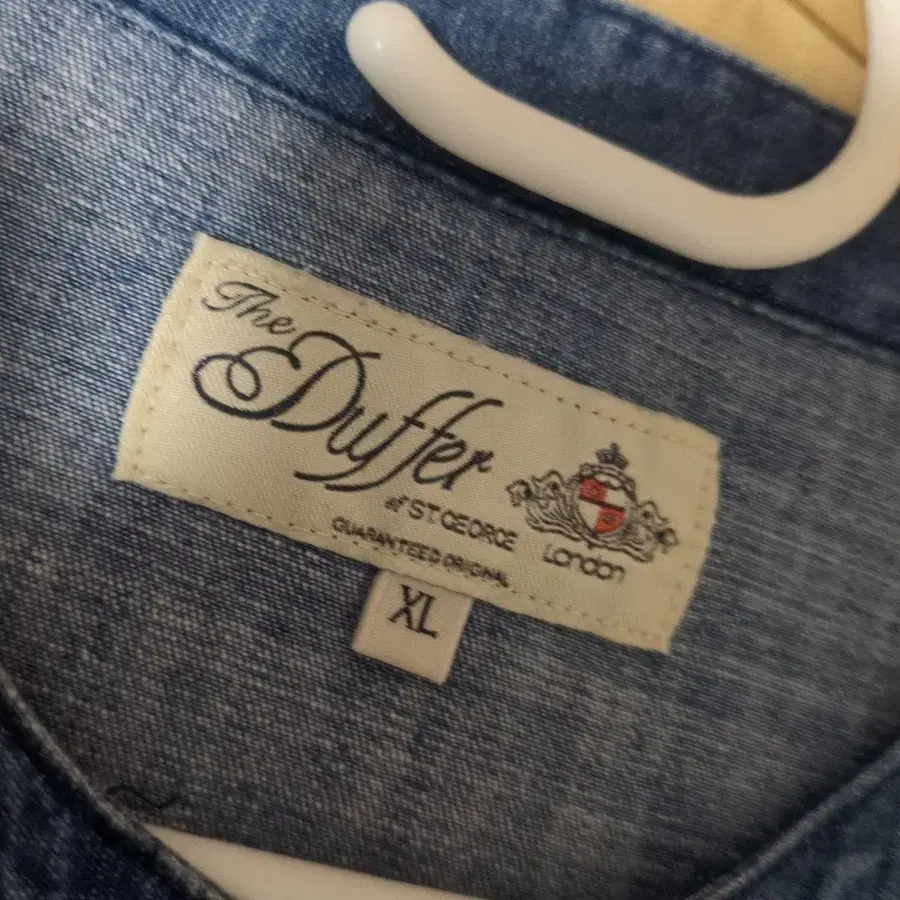 The
Duffer
of ST.GEORGE
GUARANTEED ORIGINAL
London
XL